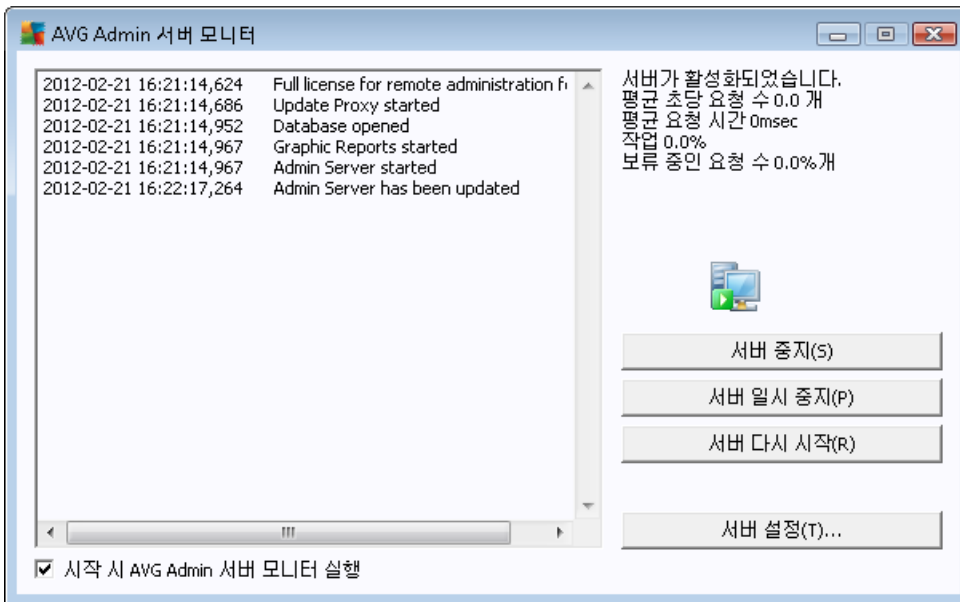 AVG Admin 서버 모니터
2012-02-21 16:21:14,624 Full license for remote administration
2012-02-21 16:21:14,686 Update Proxy started
2012-02-21 16:21:14,952 Database opened
2012-02-21 16:21:14,967 Graphic Reports started
2012-02-21 16:21:14,967 Admin Server started
2012-02-21 16:22:17,264 Admin Server has been updated
서버가 활성화되었습니다.
평균 초당 요청 수 0.0 개
평균 요청 시간 0msec
작업 0.0%
보류 중인 요청 수 0.0%개
서버 중지(S)
서버 일시 중지(P)
서버 다시 시작(R)
서버 설정(T)...
시작 시 AVG Admin 서버 모니터 실행